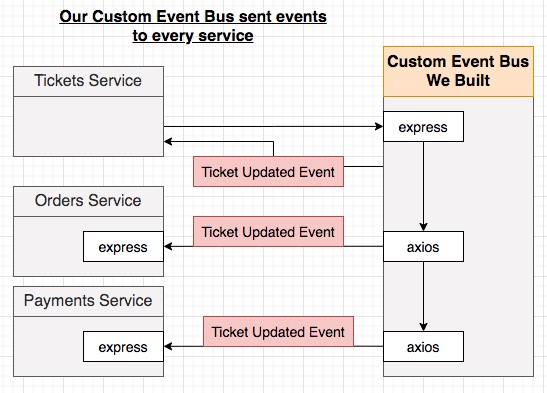 Our Custom Event Bus sent events
to every service
Custom Event Bus
We Built
Tickets Service
express
Ticket Updated Event
Orders Service
Ticket Updated Event
express
axios
Payments Service
Ticket Updated Event
express
axios